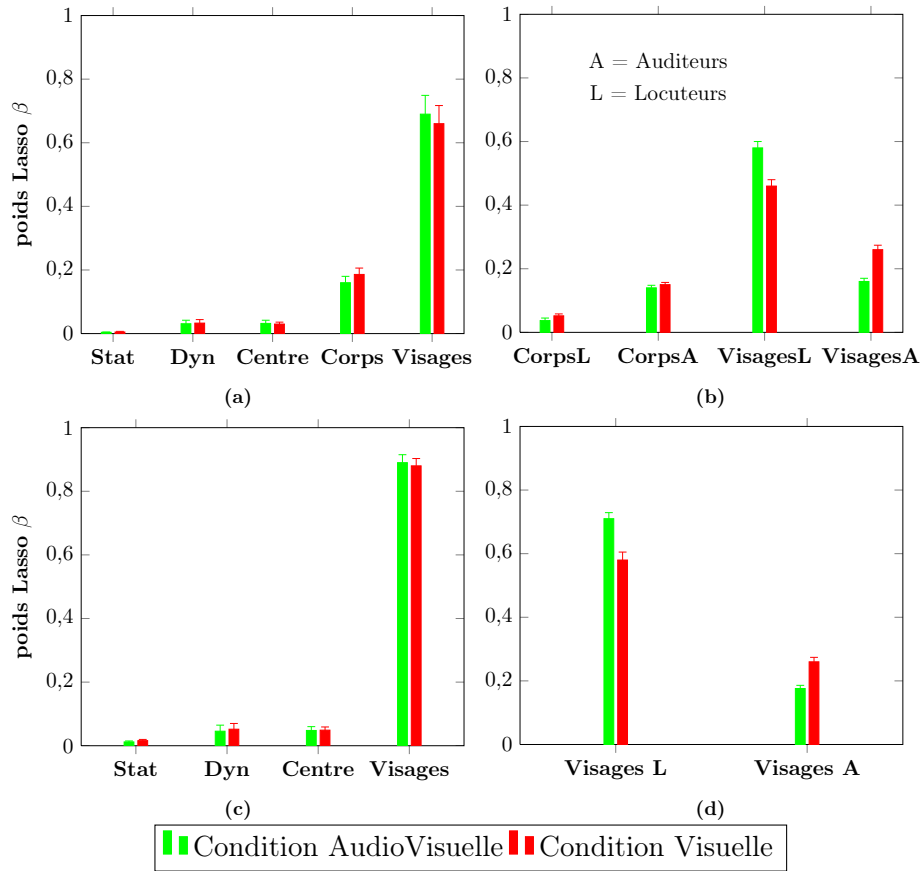 1
0,8
0,6
0,4
0,2
0
poids Lasso β
Stat Dyn Centre Corps Visages
(a)
1
0,8
0,6
0,4
0,2
0
A = Auditeurs
L = Locuteurs
CorpsL CorpsA VisagesL VisagesA
(b)
1
0,8
0,6
0,4
0,2
0
poids Lasso β
Stat Dyn Centre Visages
(c)
1
0,8
0,6
0,4
0,2
0
Visages L Visages A
(d)
Condition AudioVisuelle Condition Visuelle